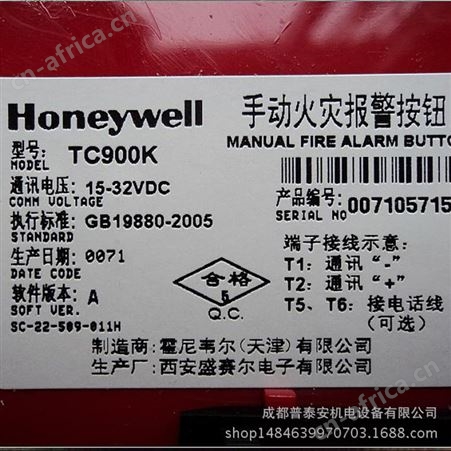 cn-africa.com
Honeywell
手动火灾报警按钮
MANUAL FIRE ALARM BUTTO
型号: TC900K
MODEL
通讯电压: 15-32VDC
COMM VOLTAGE
产品编号:
SERIAL NO
007105715
执行标准: GB19880-2005
STANDARD
端子接线示意:
生产日期: 0071
DATE CODE
T1: 通讯“-”
T2: 通讯“+”
软件版本: A
SOFT VER.
T5、T6: 接电话线
(可选)
SC-22-509-011H
合格
5
Q.C.
制造商: 霍尼韦尔(天津)有限公司
生产厂: 西安盛赛尔电子有限公司
成都普泰安机电设备有限公司
shop1484639970703.1688.com